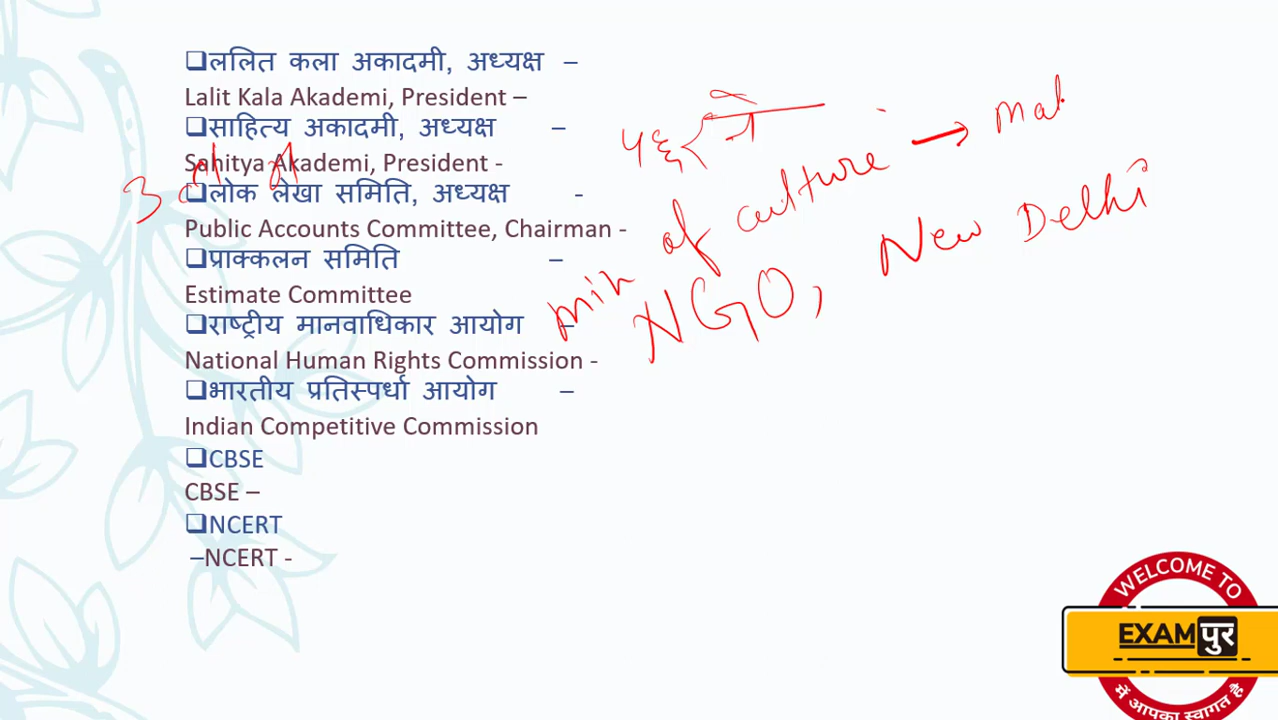 ❑ललित कला अकादमी, अध्यक्ष –
Lalit Kala Akademi, President –
❑साहित्य अकादमी, अध्यक्ष –
Sahitya Akademi, President -
❑लोक लेखा समिति, अध्यक्ष -
Public Accounts Committee, Chairman -
❑प्राक्कलन समिति –
Estimate Committee
❑राष्ट्रीय मानवाधिकार आयोग –
National Human Rights Commission -
❑भारतीय प्रतिस्पर्धा आयोग –
Indian Competitive Commission
❑CBSE
CBSE –
❑NCERT
–NCERT -
3
min of culture → mak
NGO, New Delhi
WELCOME TO
EXAMपुर
में आपका स्वागत है